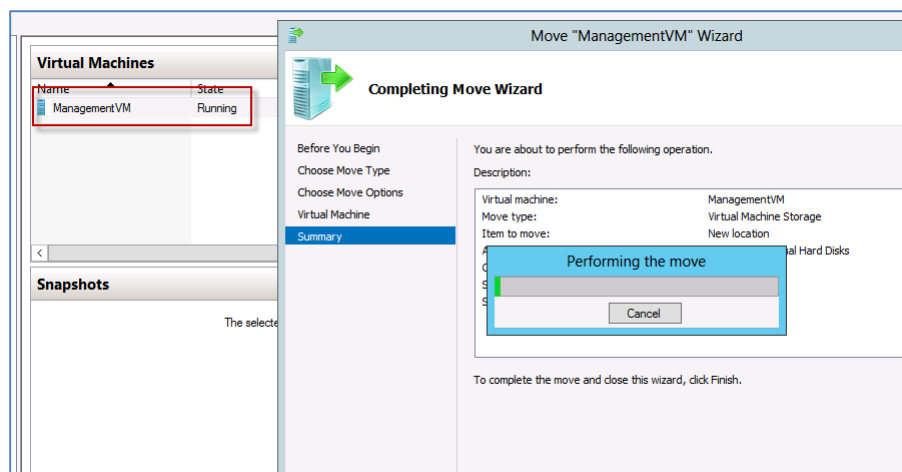 Move "ManagementVM" Wizard
Virtual Machines
Name State
ManagementVM Running
Snapshots
The selecte
Completing Move Wizard
Before You Begin
Choose Move Type
Choose Move Options
Virtual Machine
Summary
You are about to perform the following operation.
Description:
Virtual machine: ManagementVM
Move type: Virtual Machine Storage
Item to move: New location
ual Hard Disks
Performing the move
Cancel
To complete the move and close this wizard, click Finish.